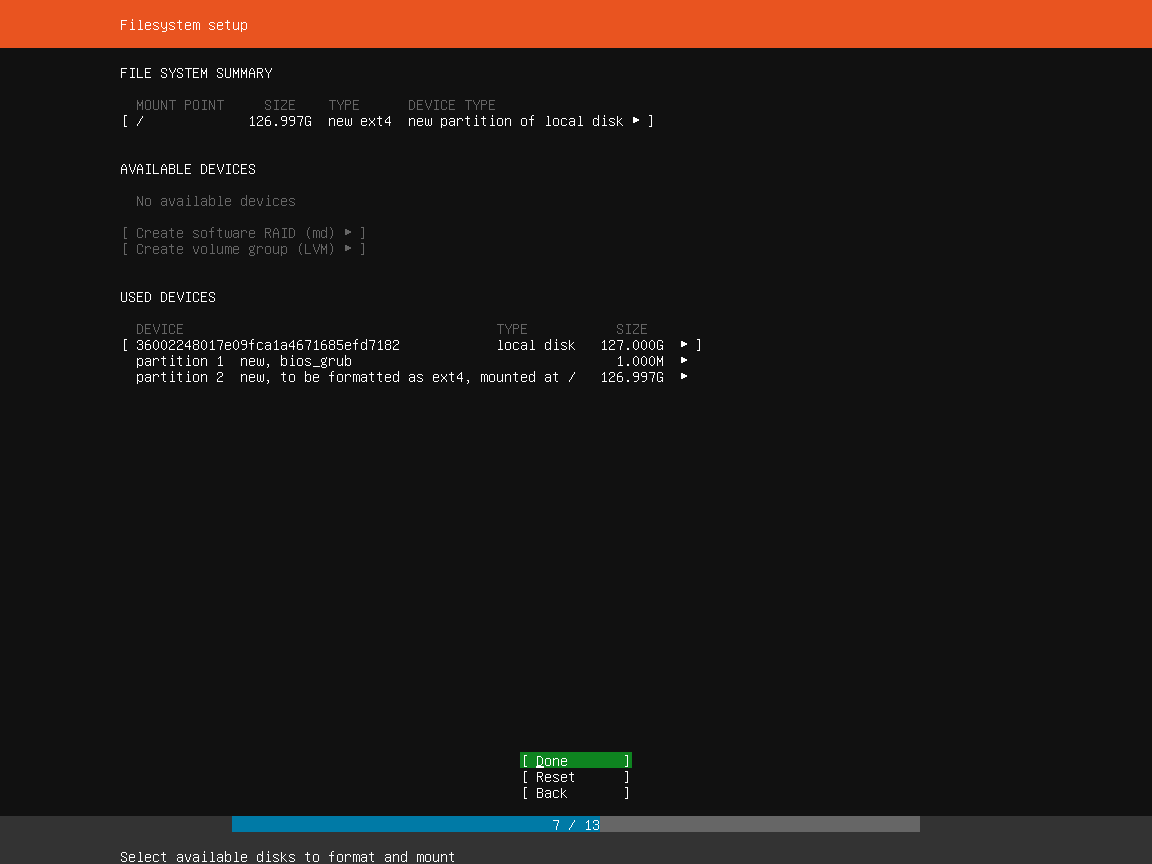 Filesystem setup
FILE SYSTEM SUMMARY
MOUNT POINT SIZE TYPE DEVICE TYPE
[ / 126.997G new ext4 new partition of local disk ▸ ]
AVAILABLE DEVICES
No available devices
[ Create software RAID (md) ▸ ]
[ Create volume group (LVM) ▸ ]
USED DEVICES
DEVICE TYPE SIZE
[ 36002248017e09fca1a4671685efd7182 local disk 127.000G ▸ ]
partition 1 new, bios_grub 1.000M ▸
partition 2 new, to be formatted as ext4, mounted at / 126.997G ▸
[ Done ]
[ Reset ]
[ Back ]
7 / 13
Select available disks to format and mount